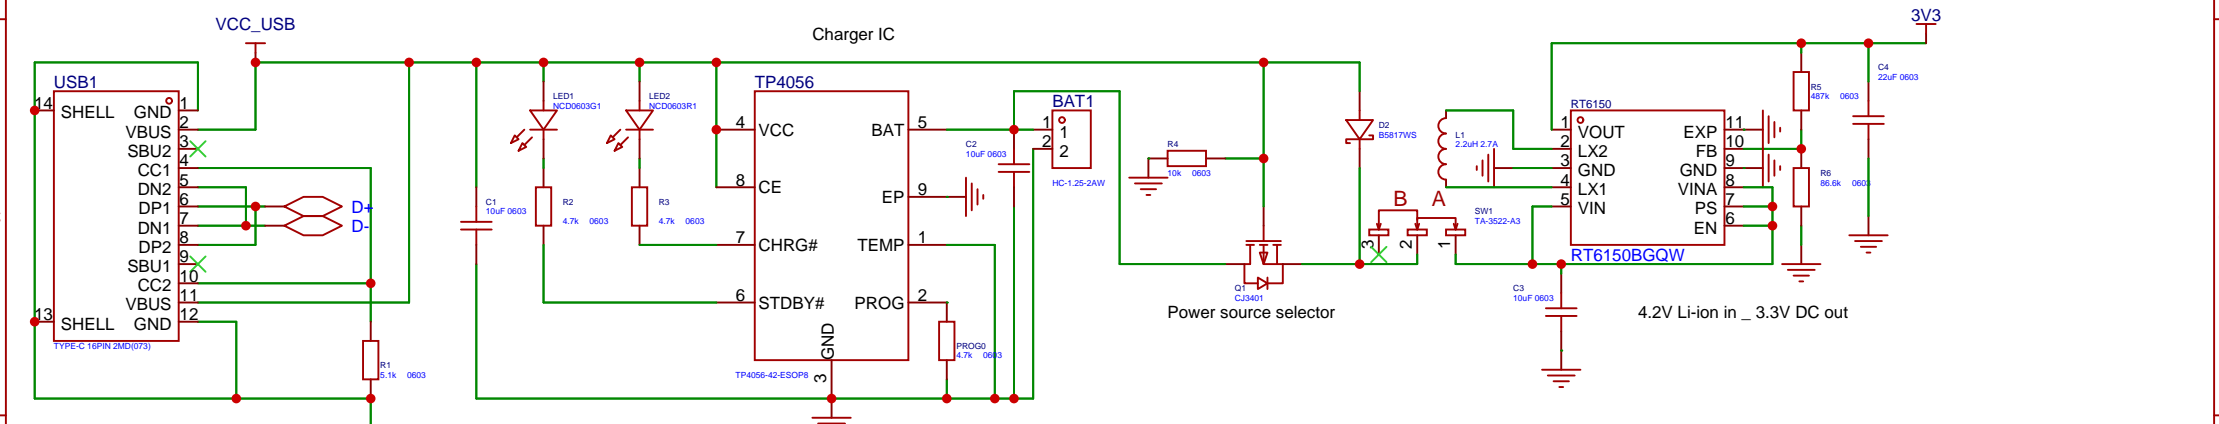 VCC_USB
Charger IC
3V3
USB1
14 SHELL GND 1
VBUS 2
SBU2 3
CC1 4
DN2 5
DP1 6
DN1 7
DP2 8
SBU1 9
CC2 10
VBUS 11
13 SHELL GND 12
TYPE-C 16PIN 2MD(073)
D+
D-
R1
5.1k 0603
C1
10uF 0603
LED1
NCD0603G1
LED2
NCD0603R1
R2
4.7k 0603
R3
4.7k 0603
TP4056
4 VCC BAT 5
8 CE EP 9
7 CHRG# TEMP 1
6 STDBY# PROG 2
GND
3
TP4056-42-ESOP8
PROG0
4.7k 0603
C2
10uF 0603
BAT1
1 1
2 2
HC-1.25-2AW
R4
10k 0603
Q1
CJ3401
Power source selector
D2
B5817WS
B A
3 2 1
SW1
TA-3522-A3
L1
2.2uH 2.7A
RT6150
1 VOUT EXP 11
2 LX2 FB 10
3 GND GND 9
4 LX1 VINA 8
5 VIN PS 7
EN 6
RT6150BGQW
C3
10uF 0603
4.2V Li-ion in _ 3.3V DC out
R5
487k 0603
R6
86.6k 0603
C4
22uF 0603